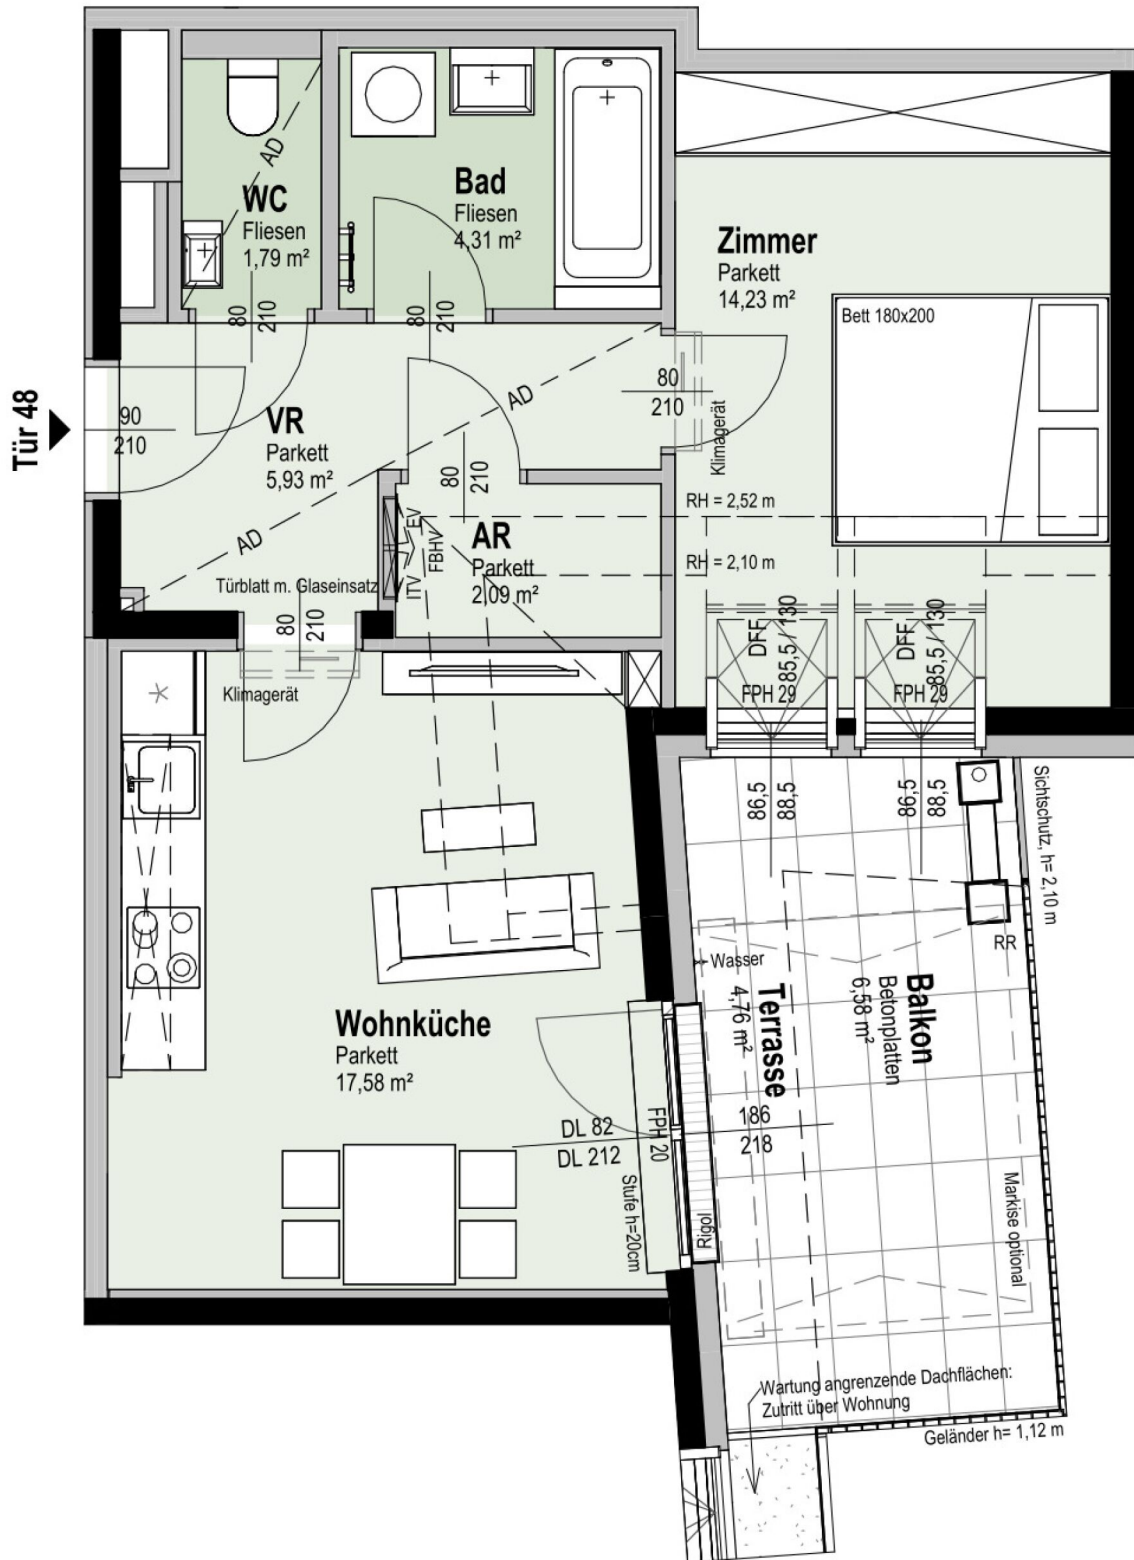 WC
Fliesen
1,79 m²
AD
80
210
Bad
Fliesen
4,31 m²
80
210
Zimmer
Parkett
14,23 m²
Bett 180x200
Tür 48
90
210
VR
Parkett
5,93 m²
AD
AD
80
210
Klimagerät
80
210
RH = 2,52 m
RH = 2,10 m
EV
FBHV
ITV
AR
Parkett
2,09 m²
Türblatt m. Glaseinsatz
80
210
Klimagerät
DFF
85,5 / 130
FPH 29
DFF
85,5 / 130
FPH 29
86,5
88,5
86,5
88,5
Sichtschutz, h= 2,10 m
RR
Wasser
Terrasse
4,76 m²
Balkon
Betonplatten
6,58 m²
Wohnküche
Parkett
17,58 m²
DL 82
DL 212
FPH 20
186
218
Stufe h=20cm
Rigol
Markise optional
Wartung angrenzende Dachflächen:
Zutritt über Wohnung
Geländer h= 1,12 m